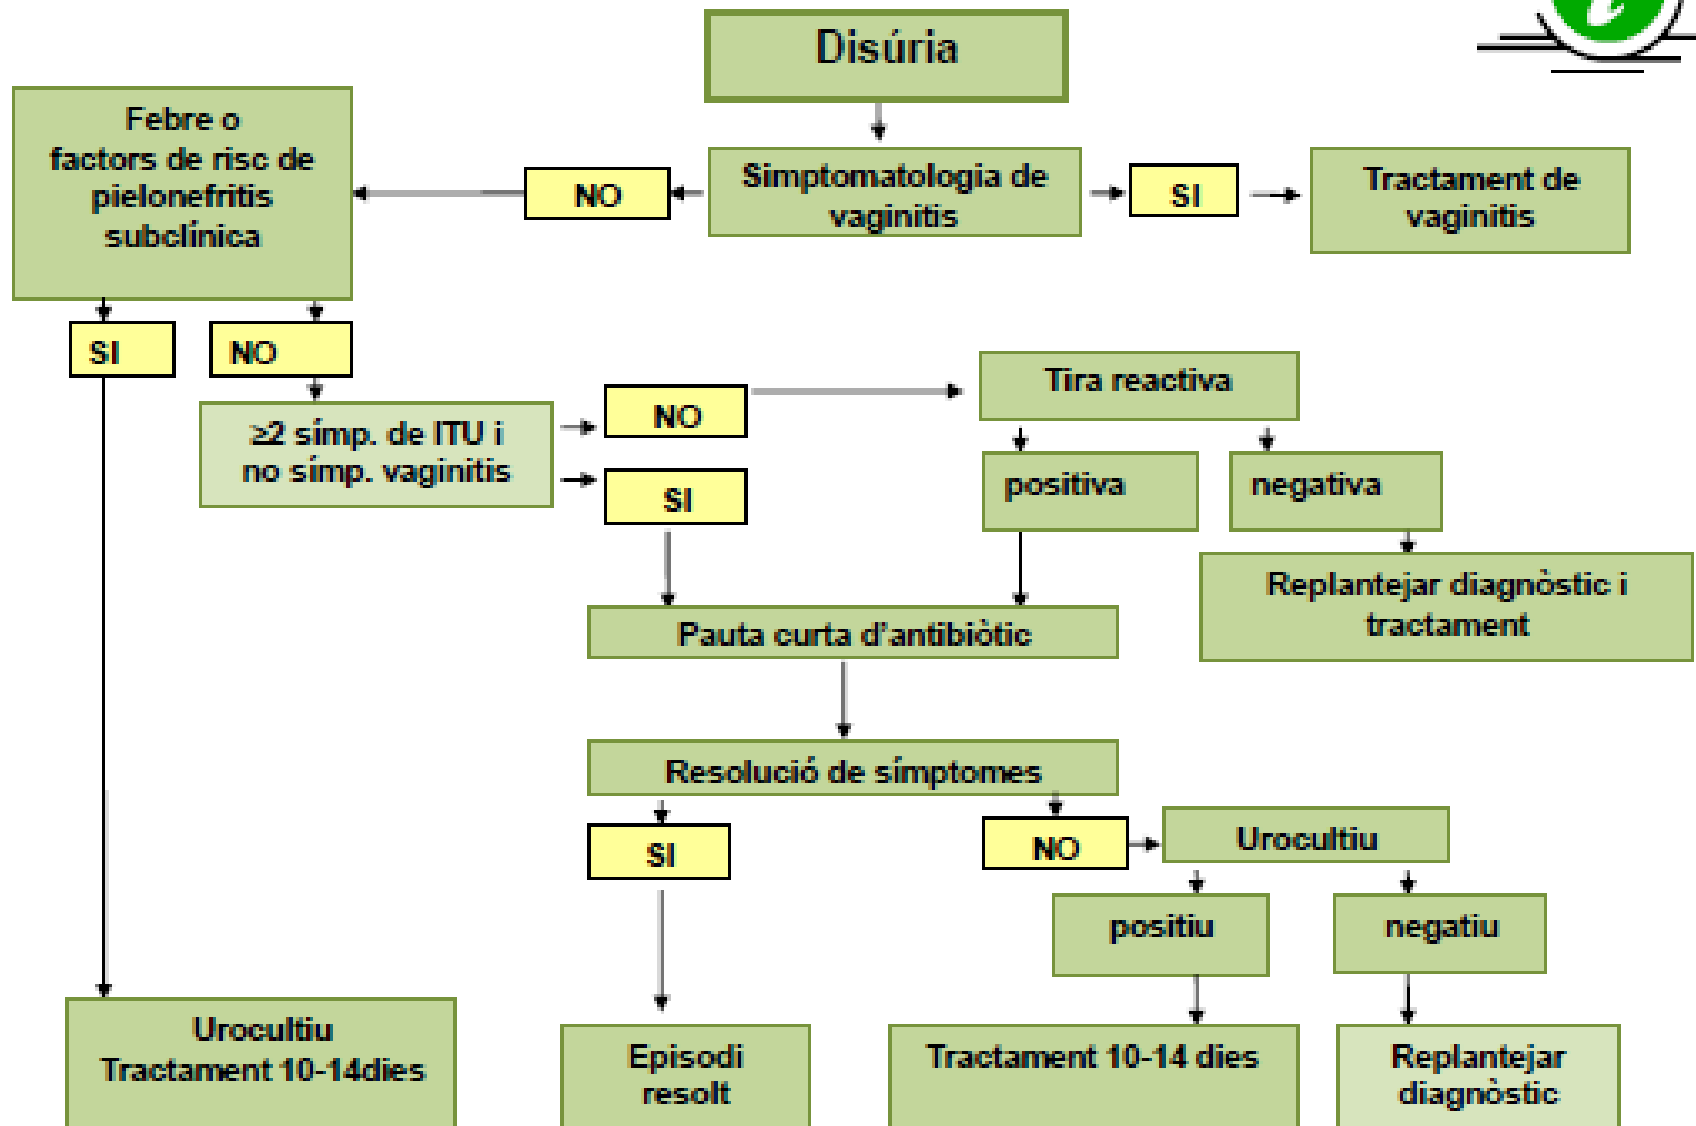 Disúria
Febre o
factors de risc de
pielonefritis
subclínica
NO
Simptomatologia de
vaginitis
SI
Tractament de
vaginitis
SI
NO
≥2 símp. de ITU i
no símp. vaginitis
NO
SI
Tira reactiva
positiva
negativa
Replantejar diagnòstic i
tractament
Pauta curta d'antibiòtic
Resolució de símptomes
SI
NO
Urocultiu
positiu
negatiu
Urocultiu
Tractament 10-14dies
Episodi
resolt
Tractament 10-14 dies
Replantejar
diagnòstic